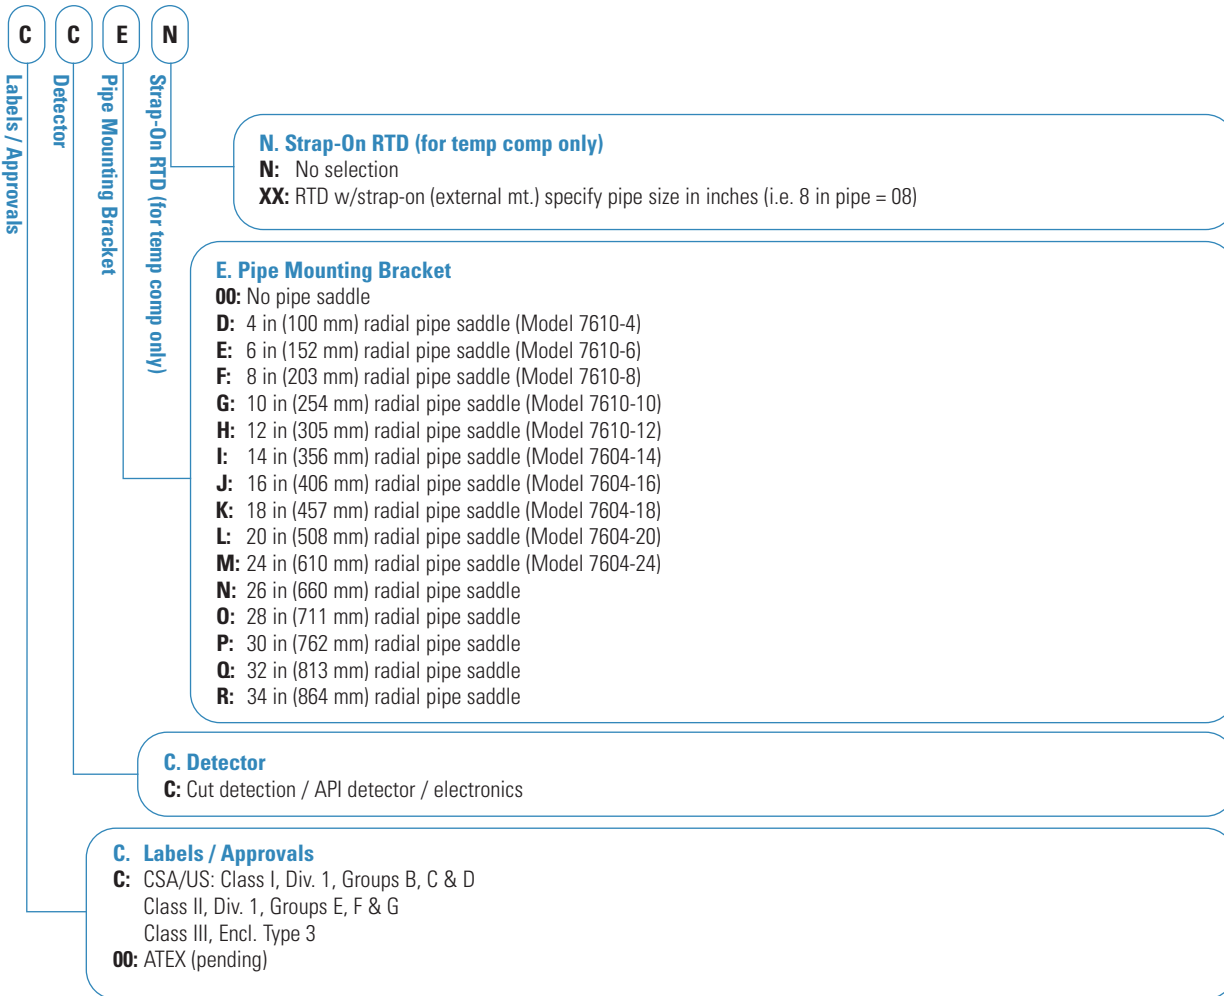 C C E N
Labels / Approvals
Detector
Pipe Mounting Bracket
Strap-On RTD (for temp comp only)
N. Strap-On RTD (for temp comp only)
N: No selection
XX: RTD w/strap-on (external mt.) specify pipe size in inches (i.e. 8 in pipe = 08)
E. Pipe Mounting Bracket
00: No pipe saddle
D: 4 in (100 mm) radial pipe saddle (Model 7610-4)
E: 6 in (152 mm) radial pipe saddle (Model 7610-6)
F: 8 in (203 mm) radial pipe saddle (Model 7610-8)
G: 10 in (254 mm) radial pipe saddle (Model 7610-10)
H: 12 in (305 mm) radial pipe saddle (Model 7610-12)
I: 14 in (356 mm) radial pipe saddle (Model 7604-14)
J: 16 in (406 mm) radial pipe saddle (Model 7604-16)
K: 18 in (457 mm) radial pipe saddle (Model 7604-18)
L: 20 in (508 mm) radial pipe saddle (Model 7604-20)
M: 24 in (610 mm) radial pipe saddle (Model 7604-24)
N: 26 in (660 mm) radial pipe saddle
O: 28 in (711 mm) radial pipe saddle
P: 30 in (762 mm) radial pipe saddle
Q: 32 in (813 mm) radial pipe saddle
R: 34 in (864 mm) radial pipe saddle
C. Detector
C: Cut detection / API detector / electronics
C. Labels / Approvals
C: CSA/US: Class I, Div. 1, Groups B, C & D
Class II, Div. 1, Groups E, F & G
Class III, Encl. Type 3
00: ATEX (pending)